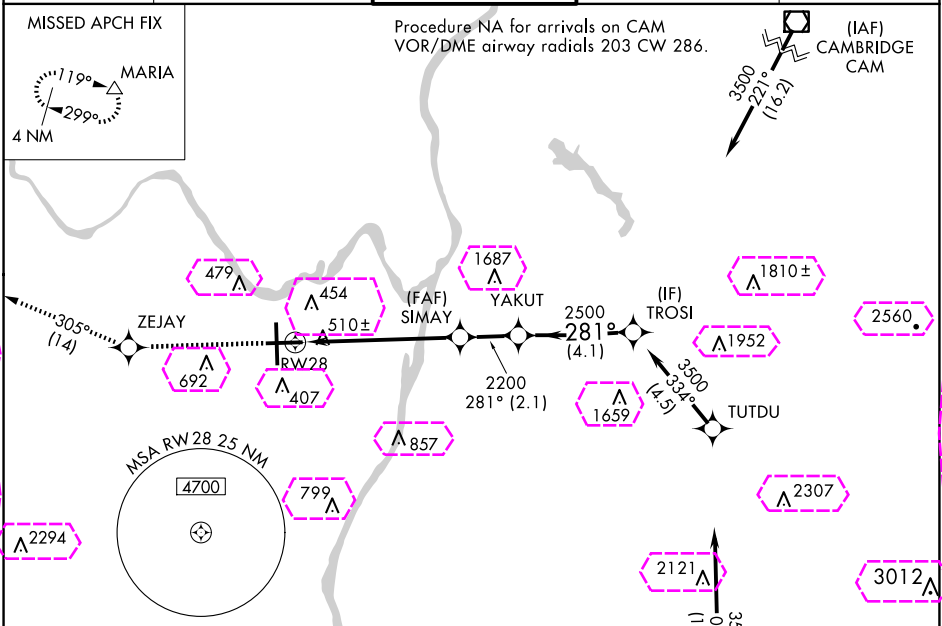 MISSED APCH FIX
119°
MARIA
299°
4 NM
Procedure NA for arrivals on CAM
VOR/DME airway radials 203 CW 286.
(IAF)
CAMBRIDGE
CAM
3500
221°
(16.2)
479
454
510±
1687
(FAF)
SIMAY
YAKUT
2500
281°
(4.1)
(IF)
TROSI
1810±
2560
1952
305°
(14)
ZEJAY
692
RW28
407
2200
281° (2.1)
1659
3500
334°
(4.5)
TUTDU
857
MSA RW28 25 NM
4700
799
2307
2294
2121
3012